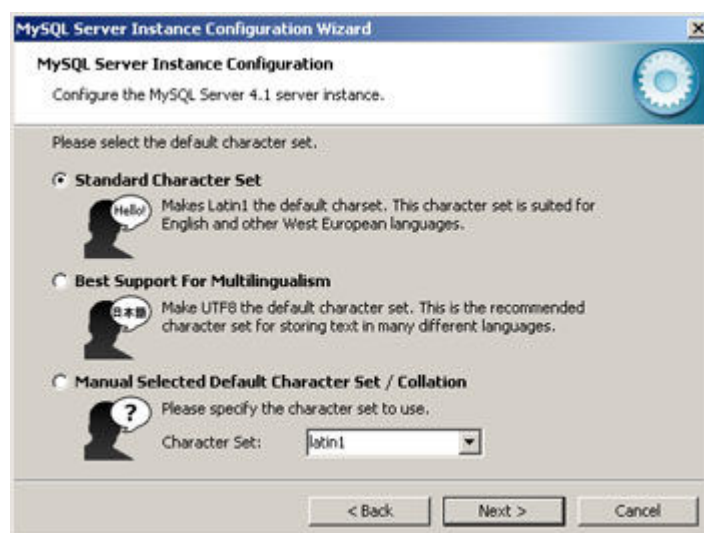 MySQL Server Instance Configuration Wizard
MySQL Server Instance Configuration
Configure the MySQL Server 4.1 server instance.
Please select the default character set.
Standard Character Set
Hello!
Makes Latin1 the default charset. This character set is suited for
English and other West European languages.
Best Support For Multilingualism
日本語
Make UTF8 the default character set. This is the recommended
character set for storing text in many different languages.
Manual Selected Default Character Set / Collation
?
Please specify the character set to use.
Character Set:
latin1
< Back
Next >
Cancel